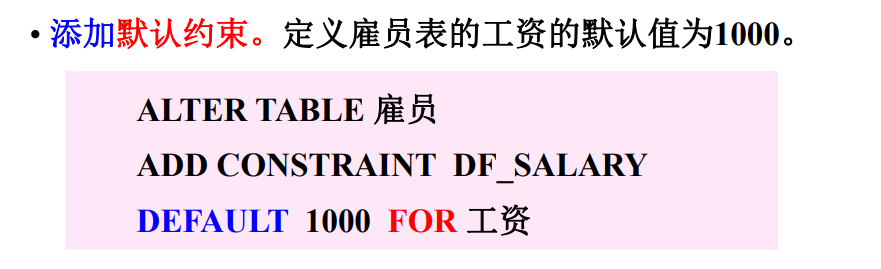 • 添加默认约束。定义雇员表的工资的默认值为1000。
ALTER TABLE 雇员
ADD CONSTRAINT DF_SALARY
DEFAULT 1000 FOR 工资